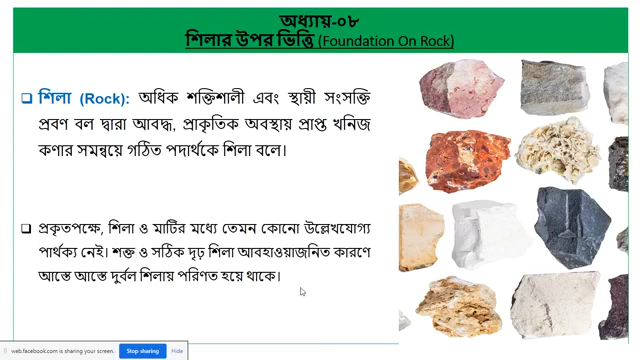 অধ্যায়-০৮
শিলার উপর ভিত্তি (Foundation On Rock)
শিলা (Rock): অধিক শক্তিশালী এবং স্থায়ী সংসক্তি
প্রবণ বল দ্বারা আবদ্ধ, প্রাকৃতিক অবস্থায় প্রাপ্ত খনিজ
কণার সমন্বয়ে গঠিত পদার্থকে শিলা বলে।
প্রকৃতপক্ষে, শিলা ও মাটির মধ্যে তেমন কোনো উল্লেখযোগ্য
পার্থক্য নেই। শক্ত ও সঠিক দৃঢ় শিলা আবহাওয়াজনিত কারণে
আস্তে আস্তে দুর্বল শিলায় পরিণত হয়ে থাকে।
web.facebook.com is sharing your screen. Stop sharing Hide